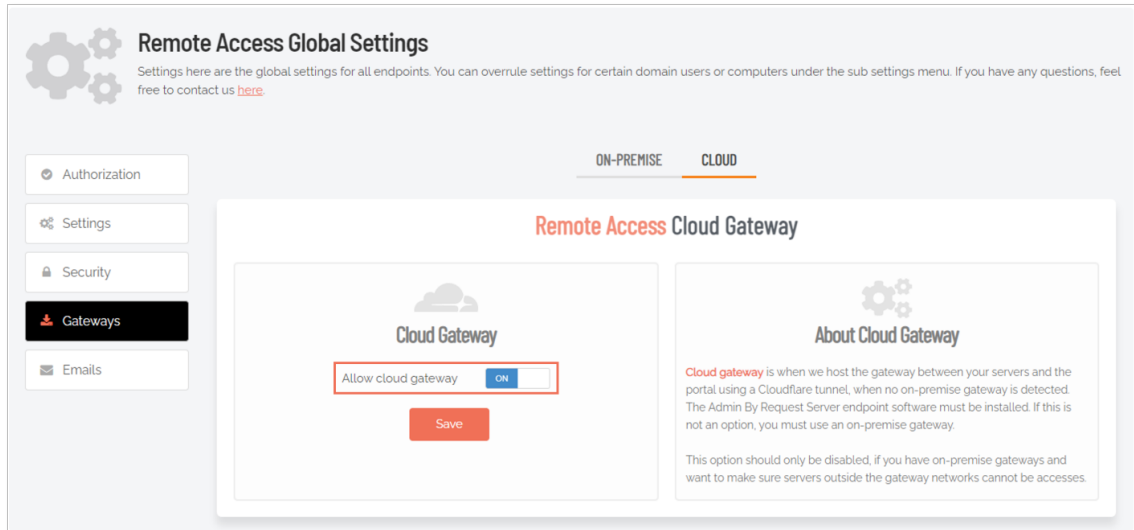 Remote Access Global Settings
Settings here are the global settings for all endpoints. You can overrule settings for certain domain users or computers under the sub settings menu. If you have any questions, feel
free to contact us here.
ON-PREMISE CLOUD
Authorization
Settings
Security
Gateways
Emails
Remote Access Cloud Gateway
Cloud Gateway
Allow cloud gateway ON
Save
About Cloud Gateway
Cloud gateway is when we host the gateway between your servers and the
portal using a Cloudflare tunnel, when no on-premise gateway is detected.
The Admin By Request Server endpoint software must be installed. If this is
not an option, you must use an on-premise gateway.
This option should only be disabled, if you have on-premise gateways and
want to make sure servers outside the gateway networks cannot be accesses.